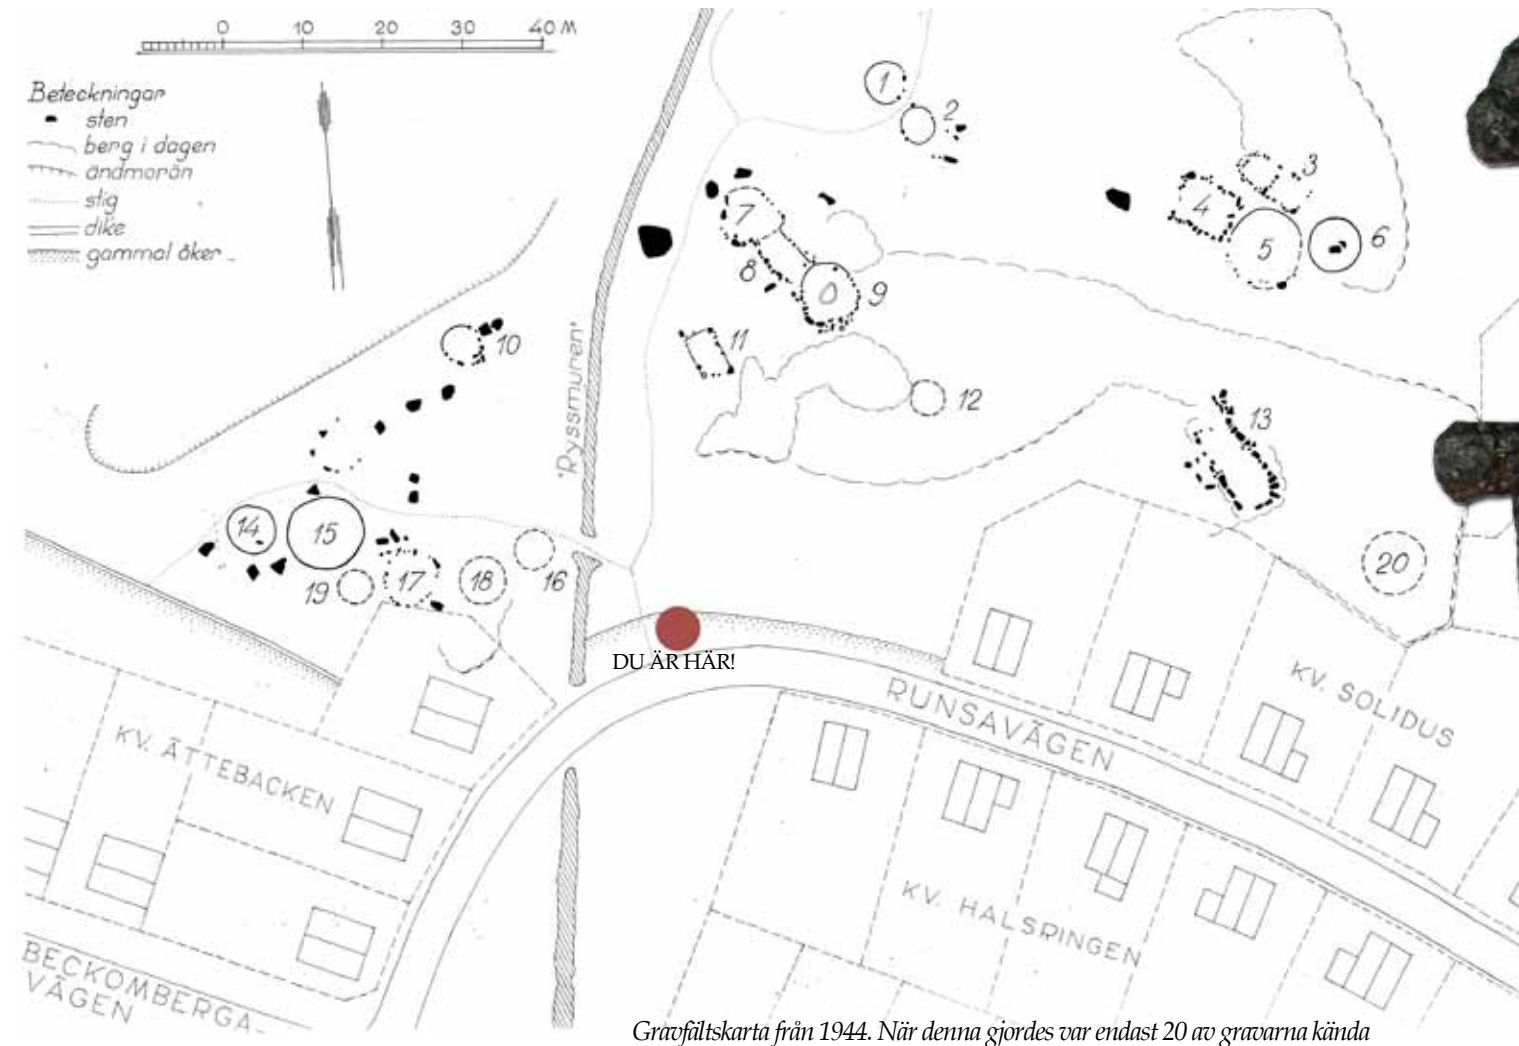 0 10 20 30 40 M
Beteckningar
sten
berg i dagen
ändmorän
stig
dike
gammal åker
1
2
3
4
5
6
7
8
9
10
11
12
13
14
15
16
17
18
19
20
"Ryssmuren"
DU ÄR HÄR!
RUNSAVÄGEN
KV. SOLIDUS
KV. ÄTTEBACKEN
KV. HALSRINGEN
BECKOMBERGA-
VÄGEN
Gravfältskarta från 1944. När denna gjordes var endast 20 av gravarna kända